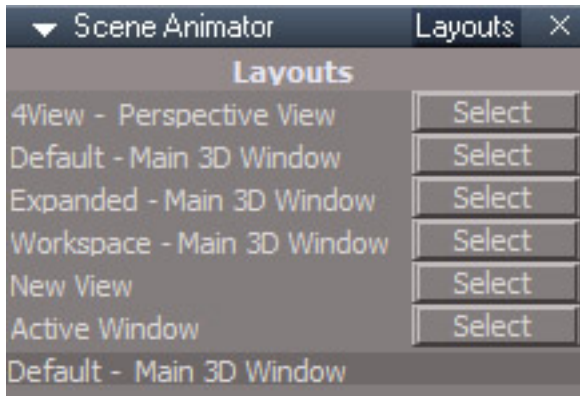 Scene Animator Layouts ×
Layouts
4View - Perspective View Select
Default - Main 3D Window Select
Expanded - Main 3D Window Select
Workspace - Main 3D Window Select
New View Select
Active Window Select
Default - Main 3D Window